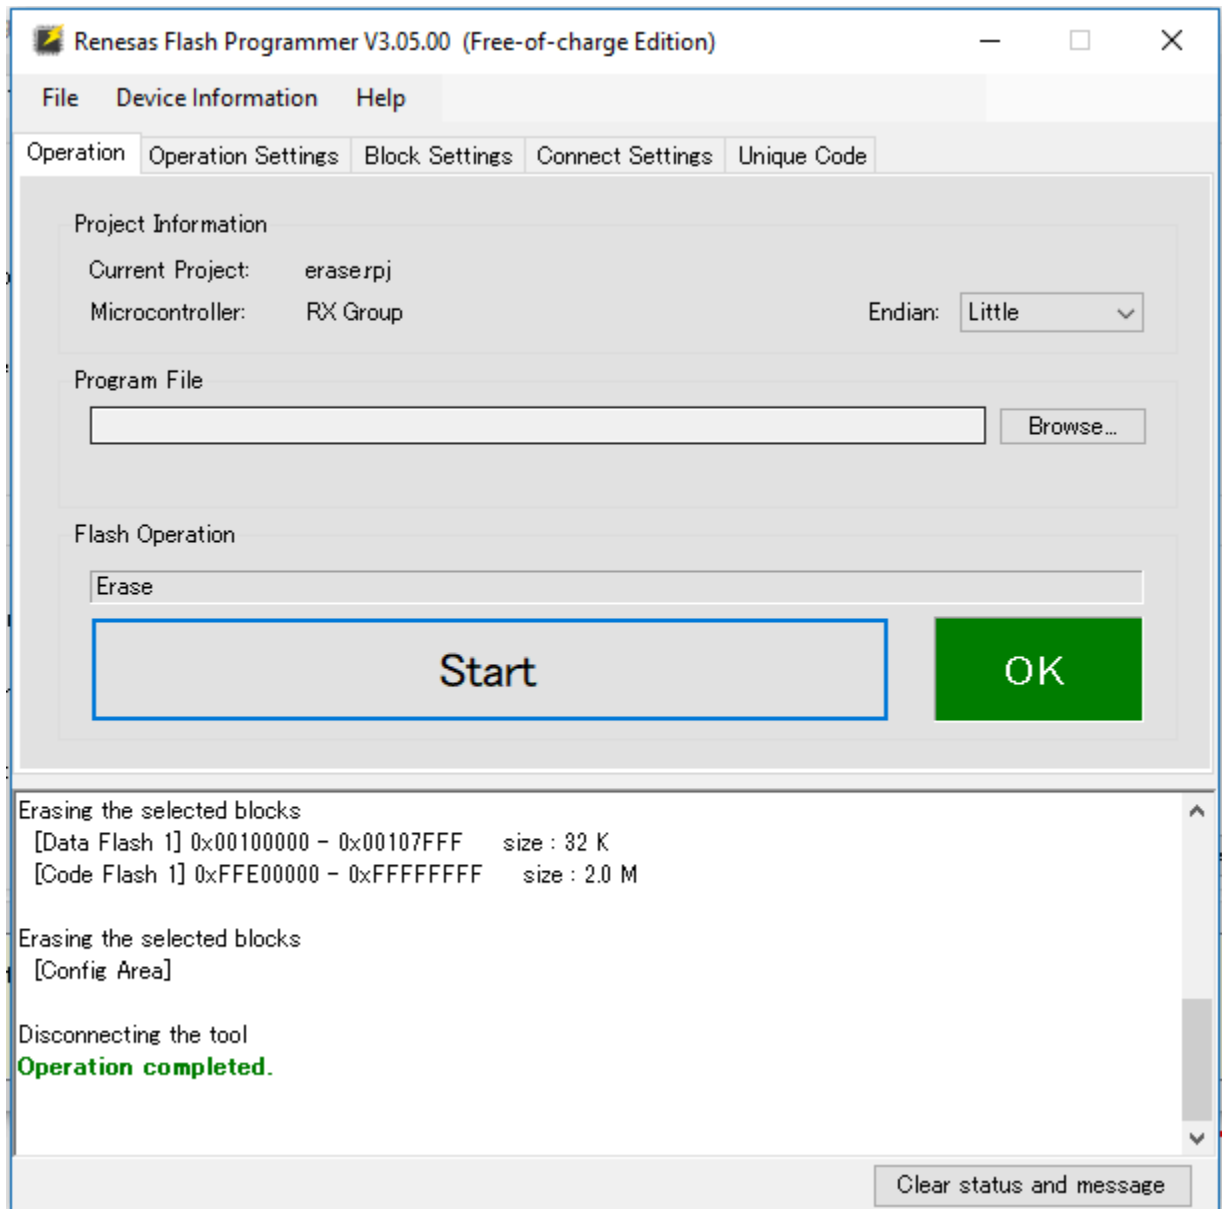 Renesas Flash Programmer V3.05.00 (Free-of-charge Edition)
File Device Information Help
Operation Operation Settings Block Settings Connect Settings Unique Code
Project Information
Current Project: erase.rpj
Microcontroller: RX Group Endian: Little
Program File
Browse...
Flash Operation
Erase
Start OK
Erasing the selected blocks
[Data Flash 1] 0x00100000 - 0x00107FFF size : 32 K
[Code Flash 1] 0xFFE00000 - 0xFFFFFFFF size : 2.0 M
Erasing the selected blocks
[Config Area]
Disconnecting the tool
Operation completed.
Clear status and message